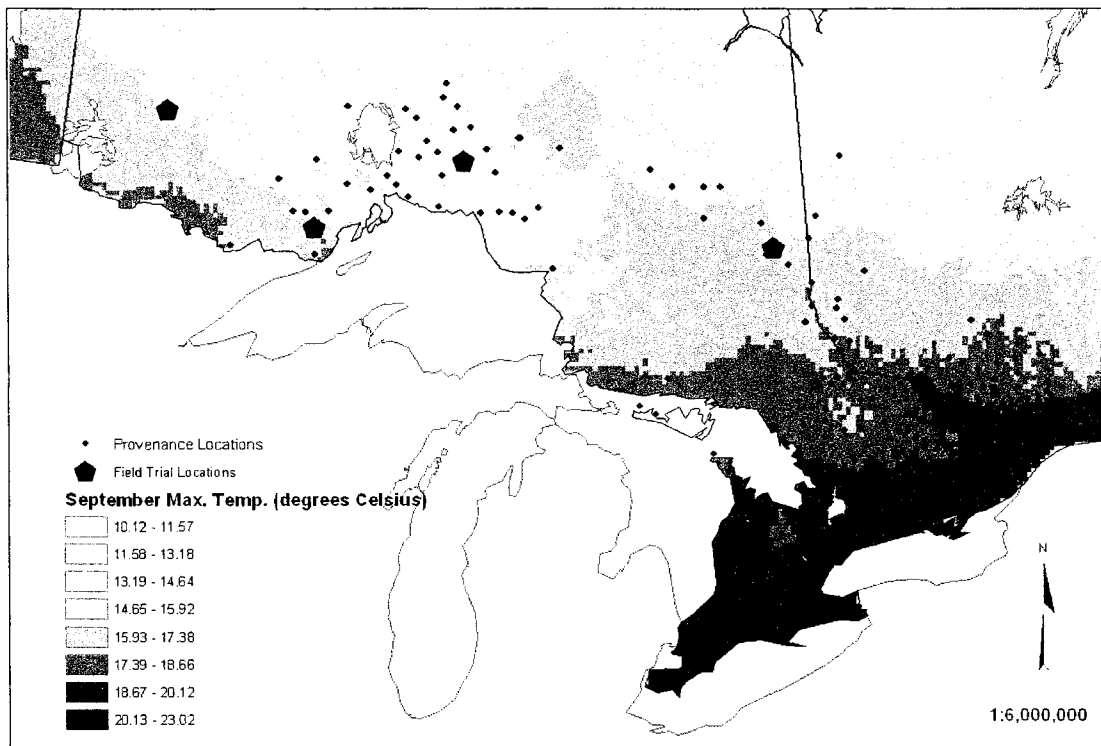 Provenance Locations
Field Trial Locations
September Max. Temp. (degrees Celsius)
10.12 - 11.57
11.58 - 13.18
13.19 - 14.64
14.65 - 15.92
15.93 - 17.38
17.39 - 18.66
18.67 - 20.12
20.13 - 23.02
N
1:6,000,000